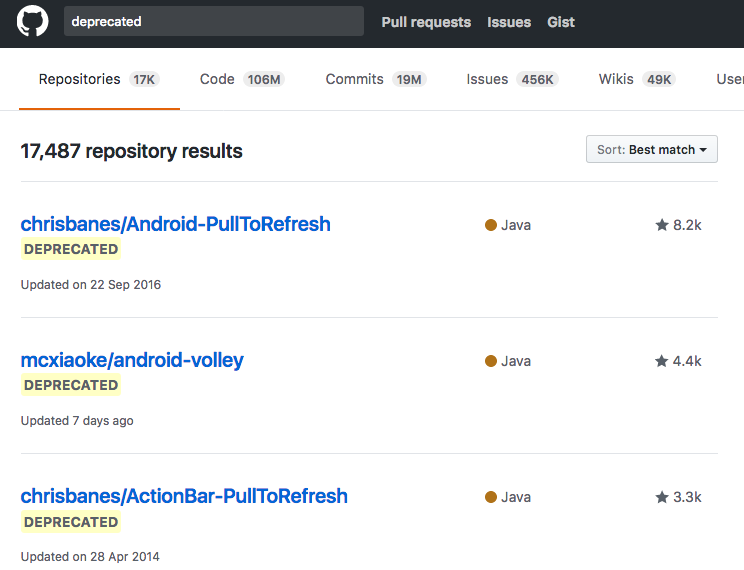 deprecated Pull requests Issues Gist
Repositories 17K Code 106M Commits 19M Issues 456K Wikis 49K User
17,487 repository results Sort: Best match
chrisbanes/Android-PullToRefresh Java 8.2k
DEPRECATED
Updated on 22 Sep 2016
mcxiaoke/android-volley Java 4.4k
DEPRECATED
Updated 7 days ago
chrisbanes/ActionBar-PullToRefresh Java 3.3k
DEPRECATED
Updated on 28 Apr 2014